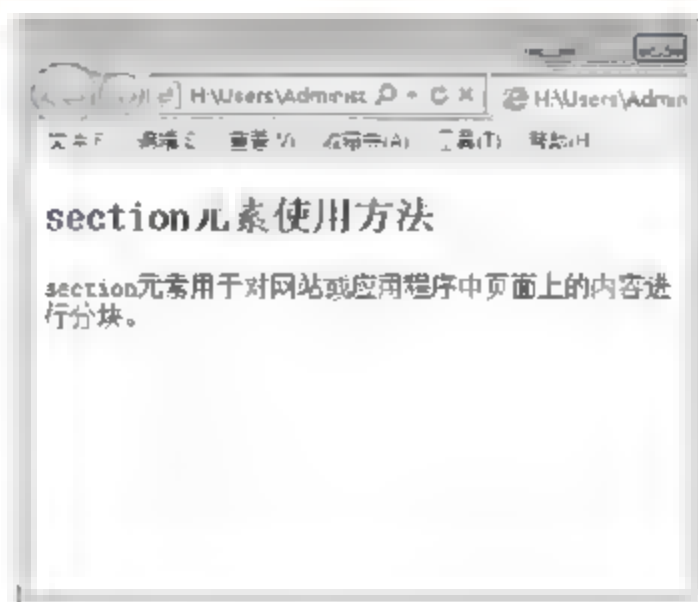 H:\Users\Administ
H:\Users\Admin
工具(T)
section元素使用方法
section元素用于对网站或应用程序中页面上的内容进
行分块。